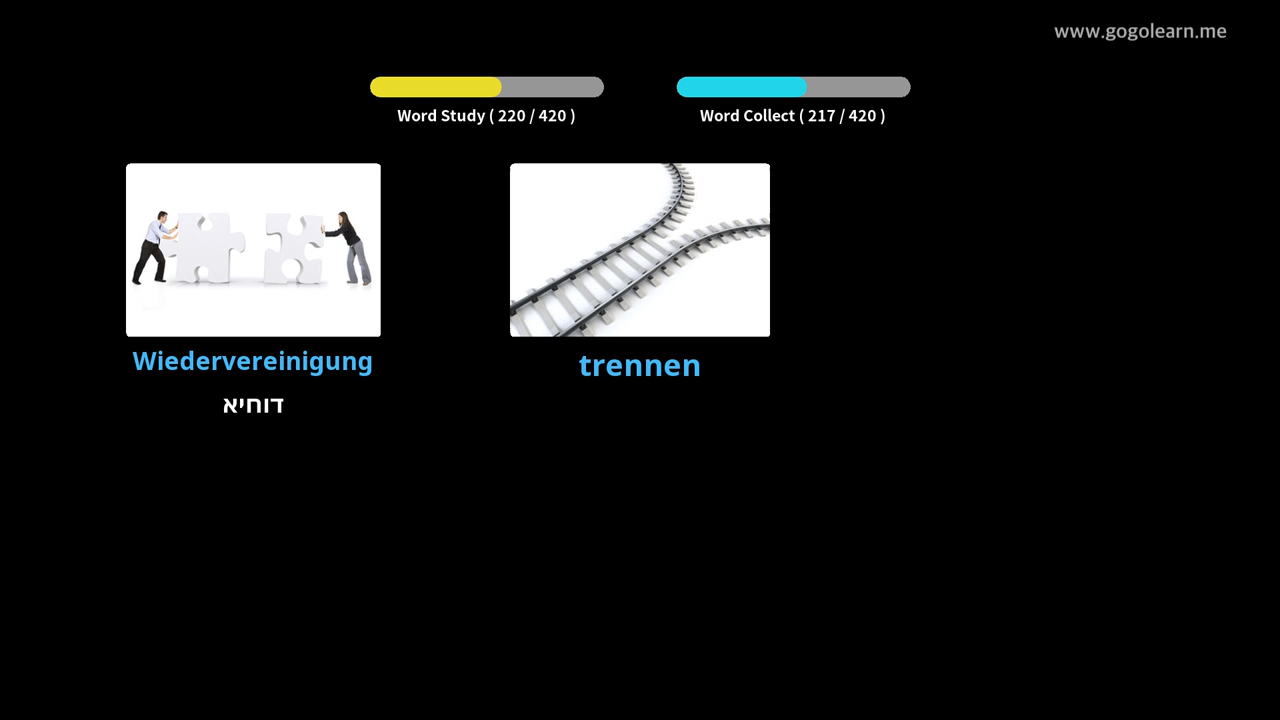 www.gogolearn.me
Word Study ( 220 / 420 )
Word Collect ( 217 / 420 )
Wiedervereinigung
דוחיא
trennen